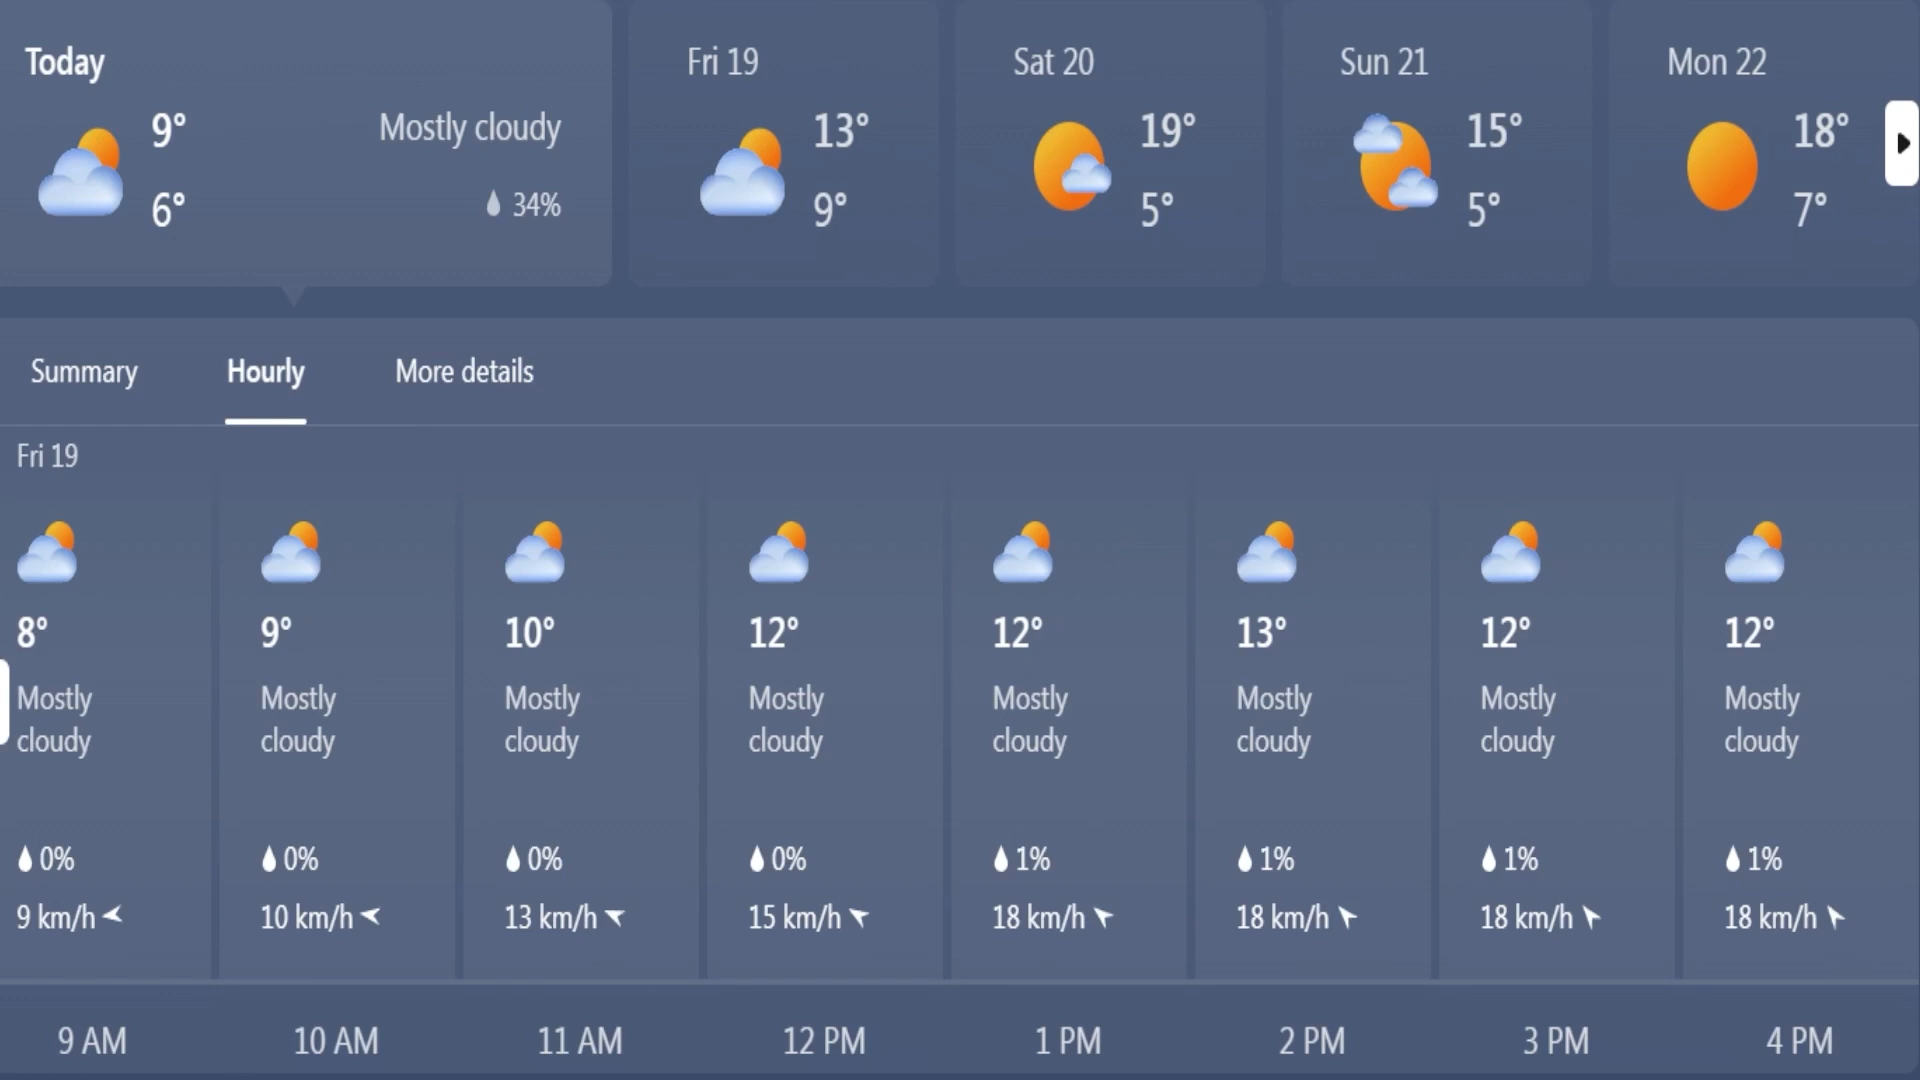 Today
9°
Mostly cloudy
6°
34%
Fri 19
13°
9°
Sat 20
19°
5°
Sun 21
15°
5°
Mon 22
18°
7°
Summary Hourly More details
Fri 19
8° 9° 10° 12° 12° 13° 12° 12°
Mostly Mostly Mostly Mostly Mostly Mostly Mostly Mostly
cloudy cloudy cloudy cloudy cloudy cloudy cloudy cloudy
0% 0% 0% 0% 1% 1% 1% 1%
9 km/h 10 km/h 13 km/h 15 km/h 18 km/h 18 km/h 18 km/h 18 km/h
9 AM 10 AM 11 AM 12 PM 1 PM 2 PM 3 PM 4 PM